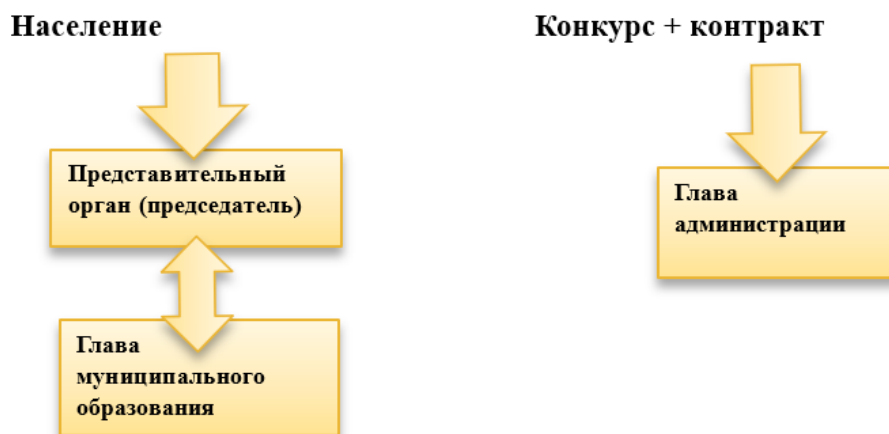 Население
Конкурс + контракт
Представительный
орган (председатель)
Глава
администрации
Глава
муниципального
образования